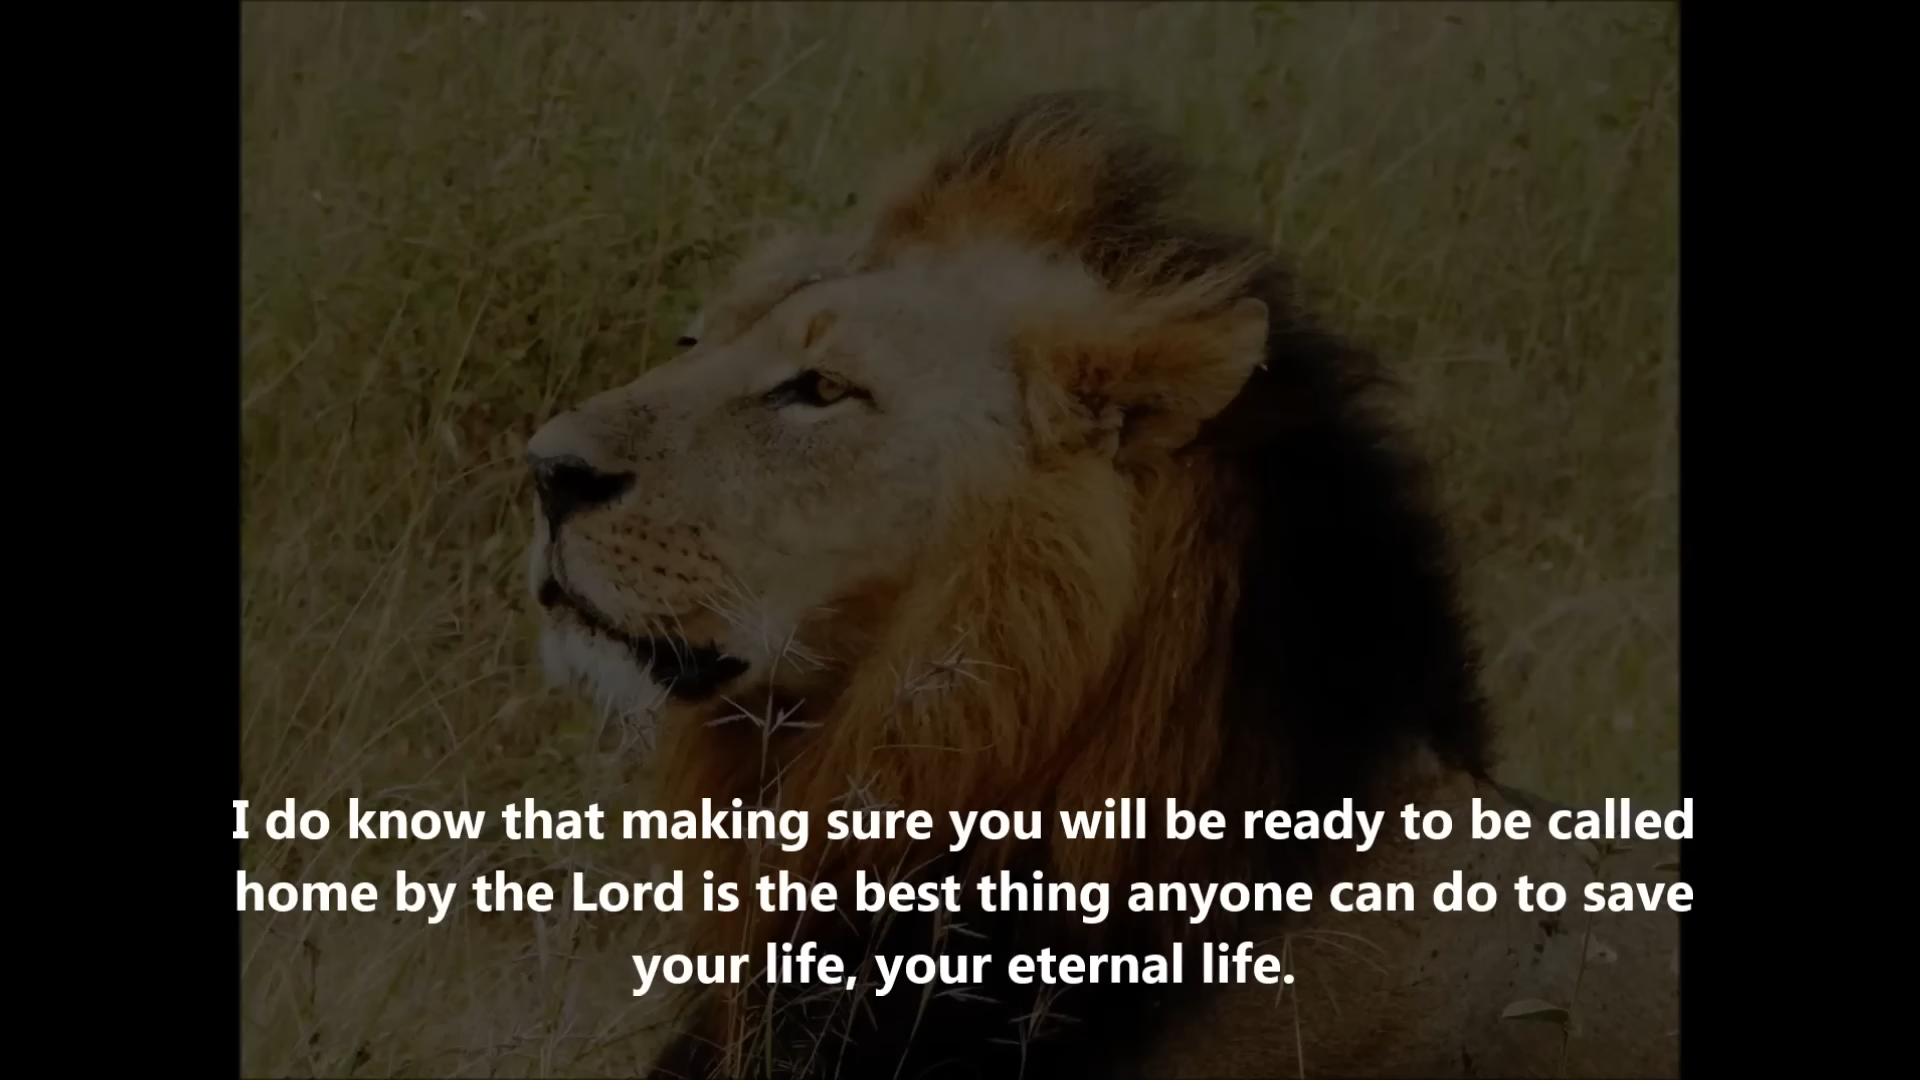 I do know that making sure you will be ready to be called
home by the Lord is the best thing anyone can do to save
your life, your eternal life.